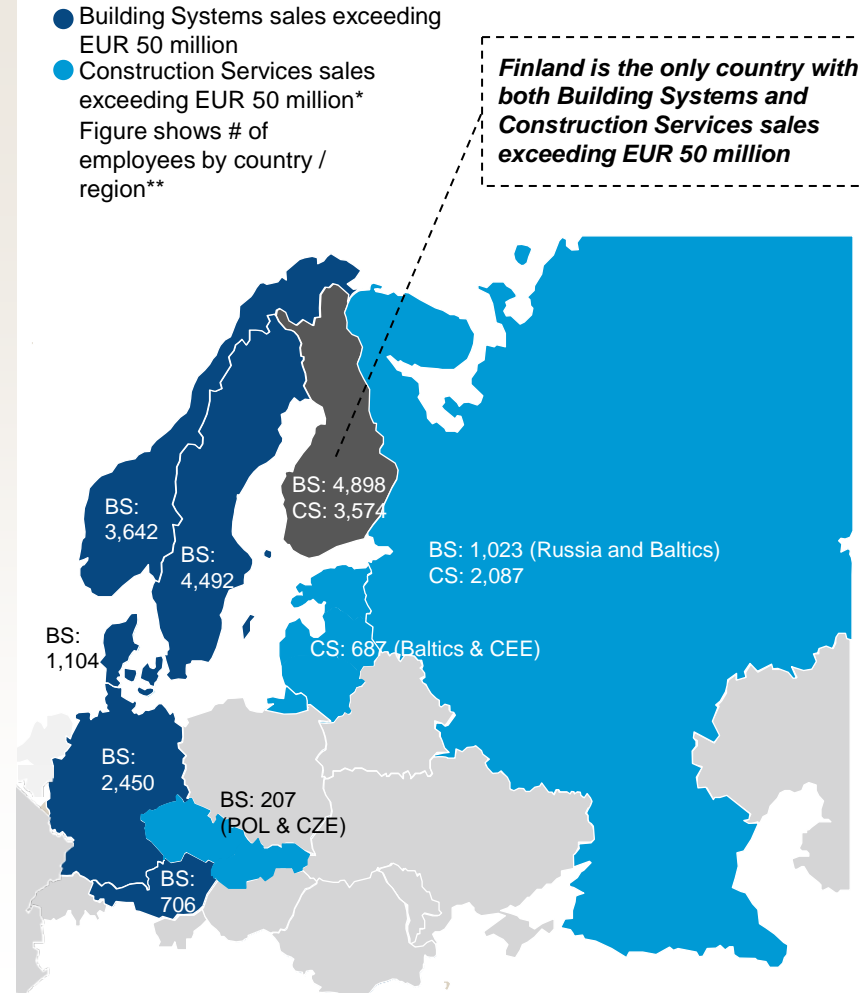 Building Systems sales exceeding
EUR 50 million
Construction Services sales
exceeding EUR 50 million*
Figure shows # of
employees by country /
region**
Finland is the only country with
both Building Systems and
Construction Services sales
exceeding EUR 50 million
BS: 4,898
CS: 3,574
BS:
3,642
BS:
4,492
BS: 1,023 (Russia and Baltics)
CS: 2,087
BS:
1,104
CS: 687 (Baltics & CEE)
BS:
2,450
BS: 207
(POL & CZE)
BS:
706